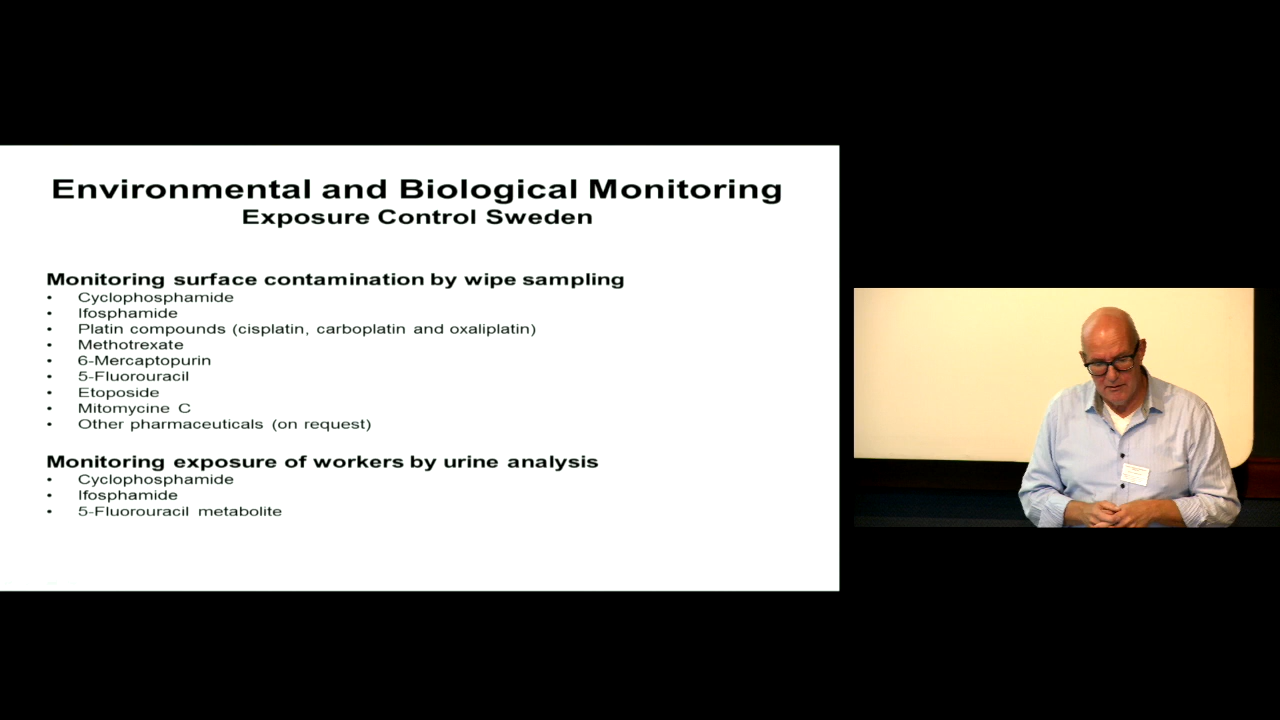 Environmental and Biological Monitoring
Exposure Control Sweden
Monitoring surface contamination by wipe sampling
• Cyclophosphamide
• Ifosphamide
• Platin compounds (cisplatin, carboplatin and oxaliplatin)
• Methotrexate
• 6-Mercaptopurin
• 5-Fluorouracil
• Etoposide
• Mitomycine C
• Other pharmaceuticals (on request)
Monitoring exposure of workers by urine analysis
• Cyclophosphamide
• Ifosphamide
• 5-Fluorouracil metabolite